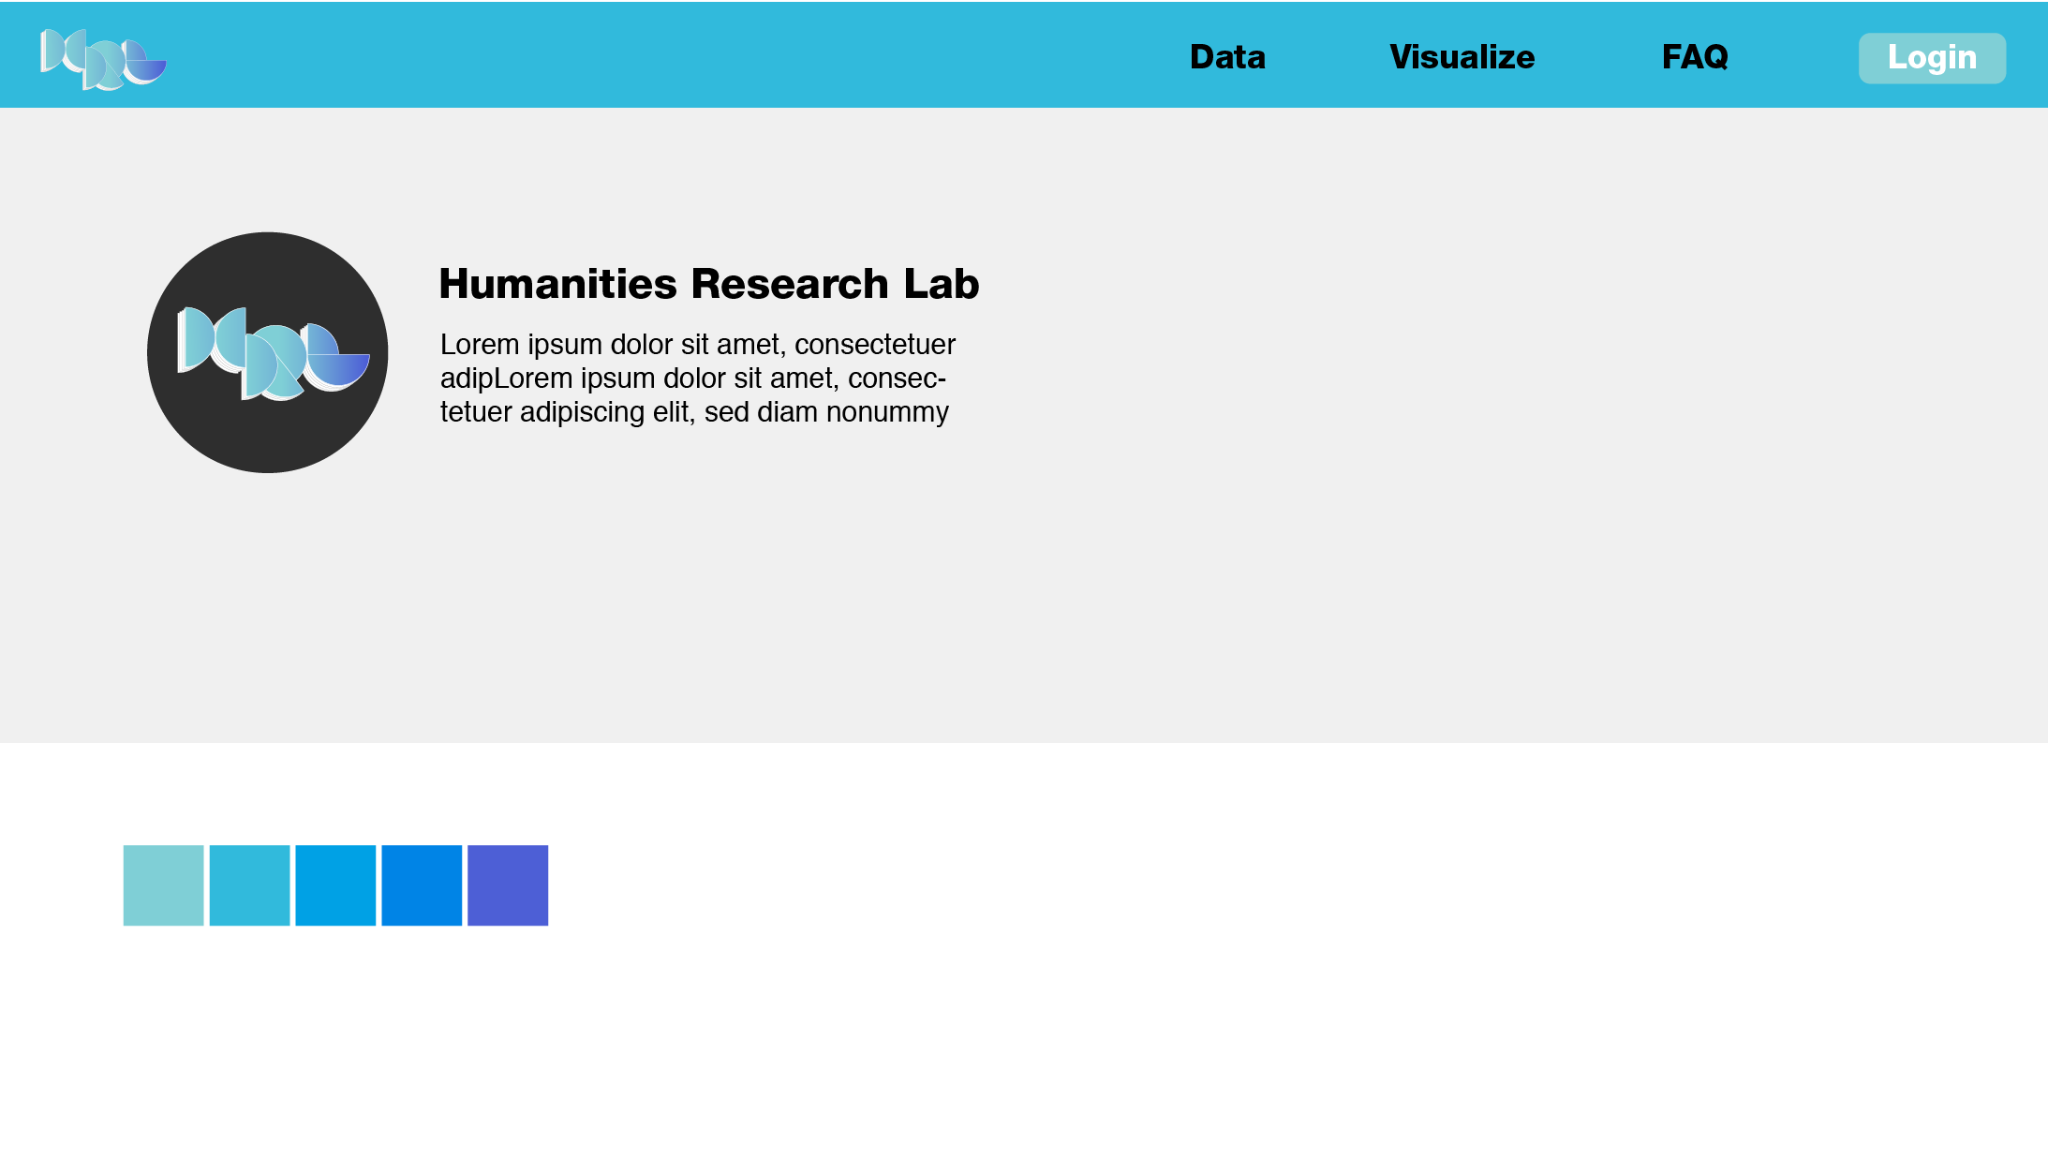 Data Visualize FAQ Login
Humanities Research Lab
Lorem ipsum dolor sit amet, consectetuer
adipLorem ipsum dolor sit amet, consec-
tetuer adipiscing elit, sed diam nonummy